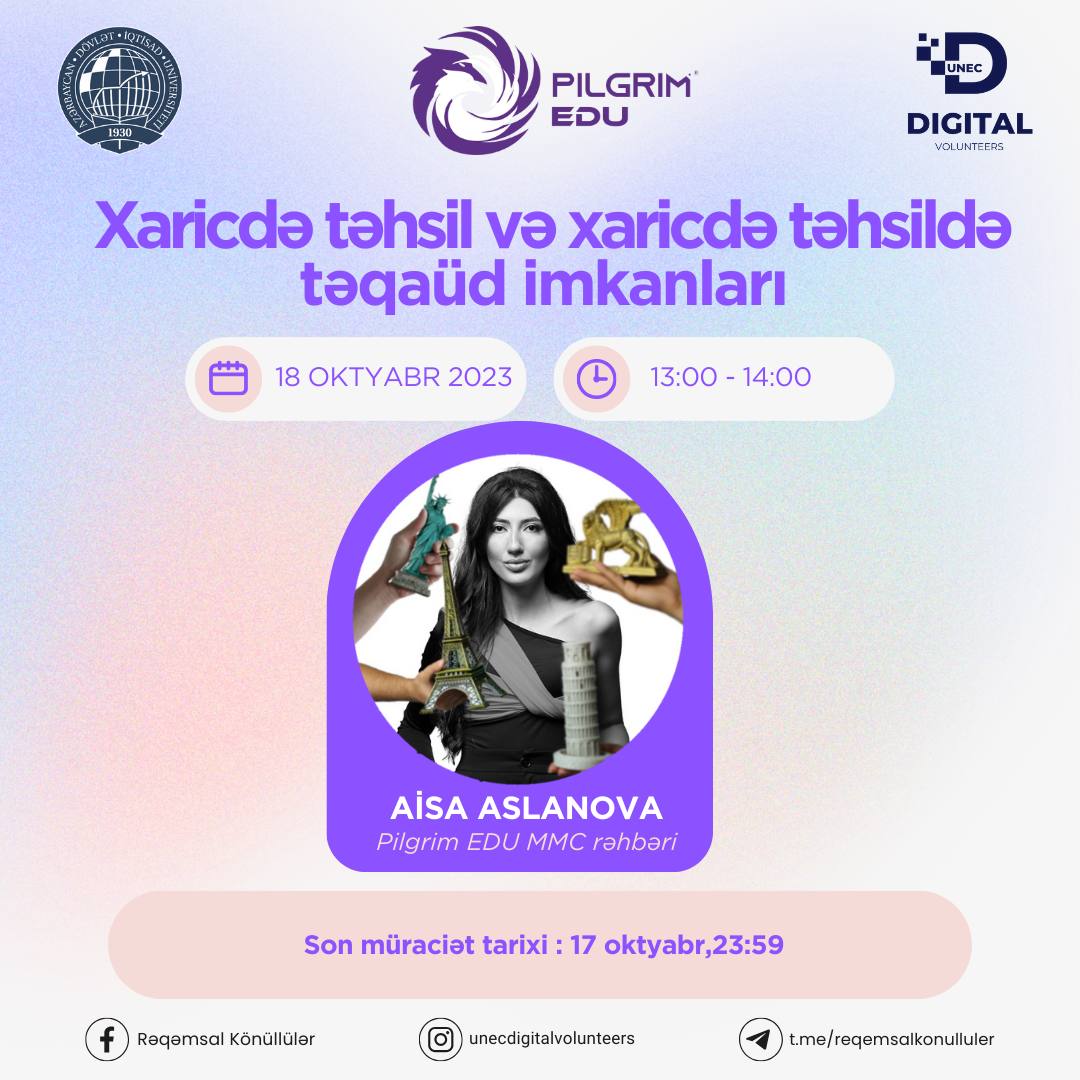 AZƏRBAYCAN • DÖVLƏT • İQTİSAD • UNİVERSİTETİ
1930
PILGRIM
EDU
UNEC
DIGITAL
VOLUNTEERS
Xaricdə təhsil və xaricdə təhsildə
təqaüd imkanları
18 OKTYABR 2023
13:00 - 14:00
AİSA ASLANOVA
Pilgrim EDU MMC rəhbəri
Son müraciət tarixi : 17 oktyabr,23:59
Rəqəmsal Könüllülər
unecdigitalvolunteers
t.me/reqemsalkonulluler